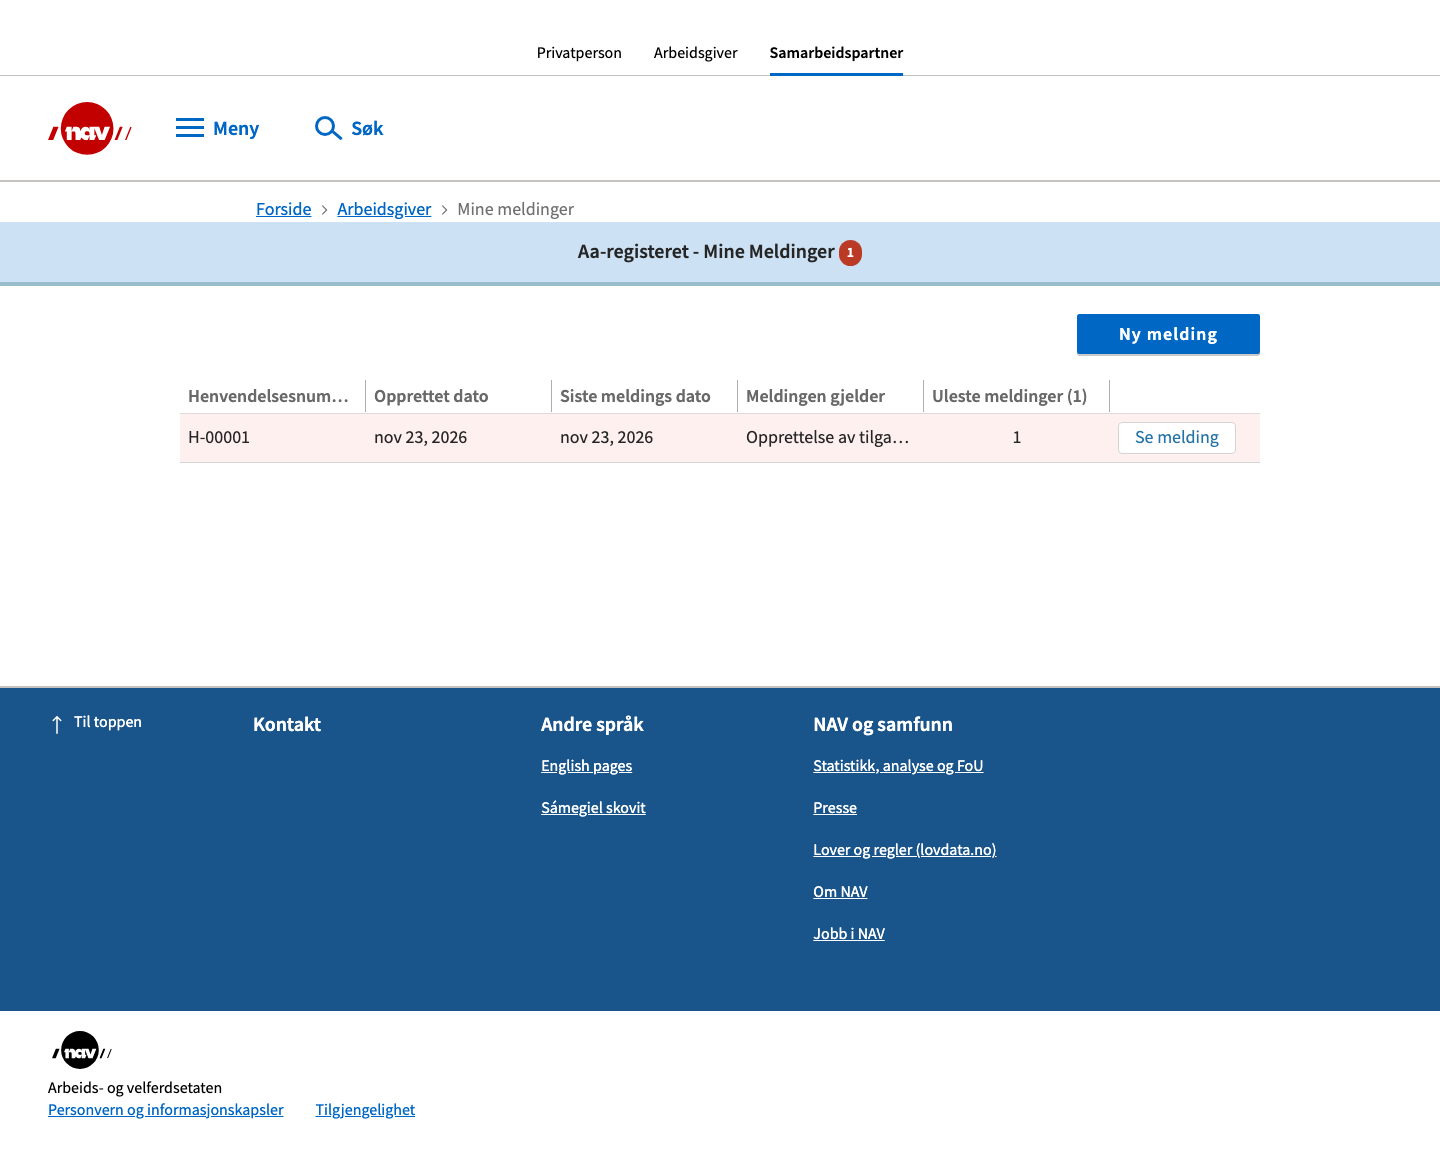 Privatperson Arbeidsgiver Samarbeidspartner
nav Meny Søk
Forside Arbeidsgiver Mine meldinger
Aa-registeret - Mine Meldinger 1
Ny melding
Henvendelsesnum… Opprettet dato Siste meldings dato Meldingen gjelder Uleste meldinger (1)
H-00001 nov 23, 2026 nov 23, 2026 Opprettelse av tilga… 1 Se melding
Til toppen Kontakt Andre språk NAV og samfunn
English pages Statistikk, analyse og FoU
Sámegiel skovit Presse
Lover og regler (lovdata.no)
Om NAV
Jobb i NAV
nav
Arbeids- og velferdsetaten
Personvern og informasjonskapsler Tilgjengelighet